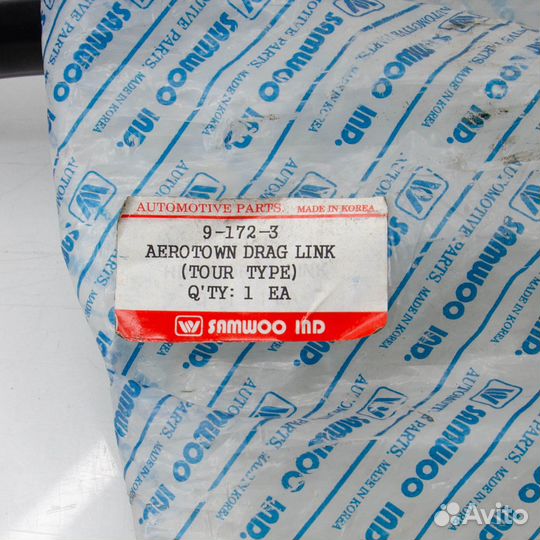 AUTOMOTIVE PARTS. MADE IN KOREA
9-172-3
AEROTOWN DRAG LINK
(TOUR TYPE)
Q'TY: 1 EA
SAMWOO IND
SAMWOO IND.
AUTOMOTIVE PARTS. MADE IN KOREA
Avito